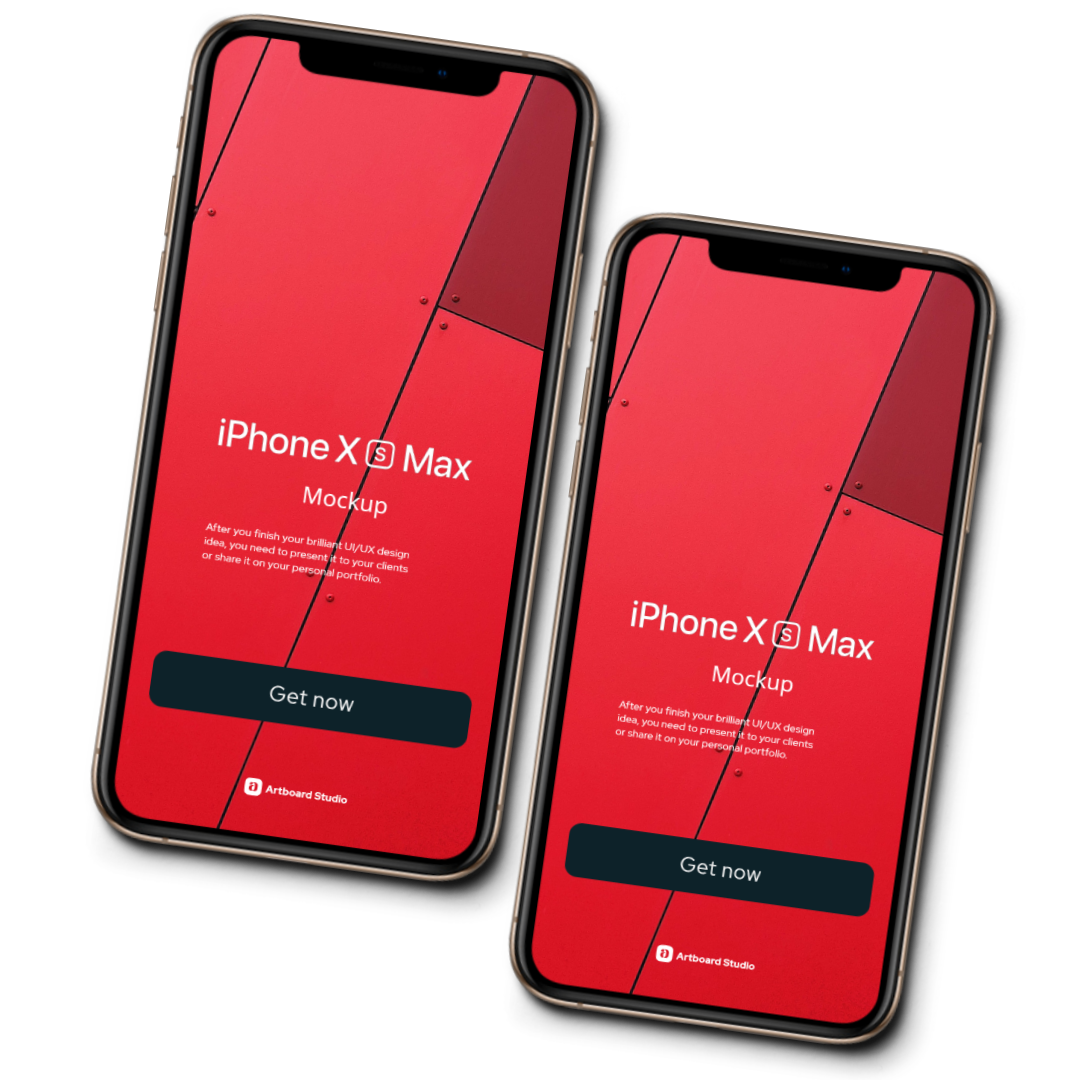 iPhone X S Max
Mockup
After you finish your brilliant UI/UX design
idea, you need to present it to your clients
or share it on your personal portfolio.
Get now
a Artboard Studio
iPhone X S Max
Mockup
After you finish your brilliant UI/UX design
idea, you need to present it to your clients
or share it on your personal portfolio.
Get now
a Artboard Studio